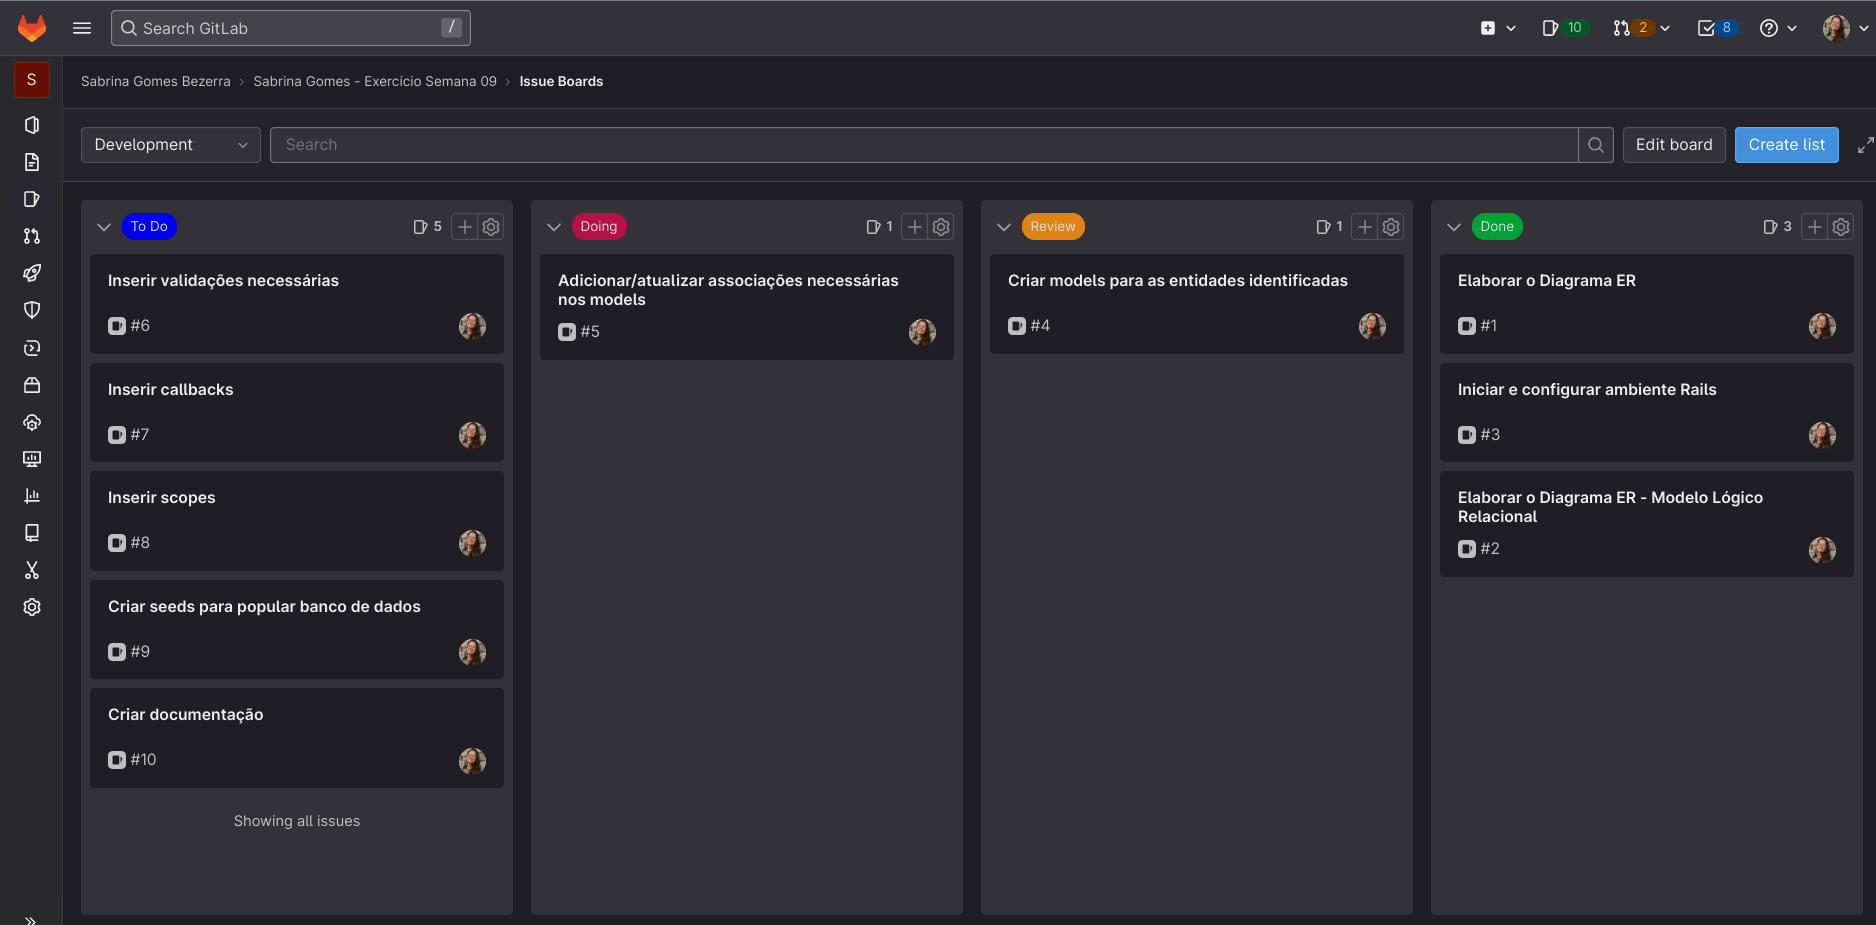 Search GitLab
/
10
2
8
S
Sabrina Gomes Bezerra › Sabrina Gomes - Exercício Semana 09 › Issue Boards
Development
Search
Edit board
Create list
To Do
5
Inserir validações necessárias
#6
Inserir callbacks
#7
Inserir scopes
#8
Criar seeds para popular banco de dados
#9
Criar documentação
#10
Showing all issues
Doing
1
Adicionar/atualizar associações necessárias
nos models
#5
Review
1
Criar models para as entidades identificadas
#4
Done
3
Elaborar o Diagrama ER
#1
Iniciar e configurar ambiente Rails
#3
Elaborar o Diagrama ER - Modelo Lógico
Relacional
#2